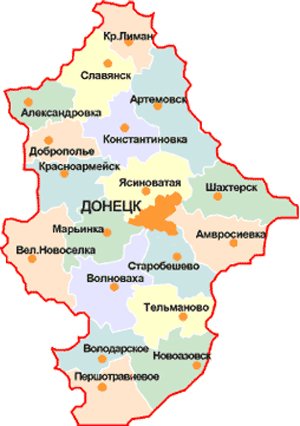 Кр.Лиман
Славянск
Артемовск
Александровка
Константиновка
Доброполье
Красноармейск
Ясиноватая
Шахтерск
ДОНЕЦК
Марьинка
Амвросиевка
Вел.Новоселка
Старобешево
Волноваха
Тельманово
Володарское
Новоазовск
Першотравневое